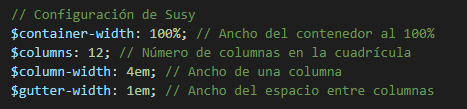 // Configuración de Susy
$container-width: 100%; // Ancho del contenedor al 100%
$columns: 12; // Número de columnas en la cuadrícula
$column-width: 4em; // Ancho de una columna
$gutter-width: 1em; // Ancho del espacio entre columnas